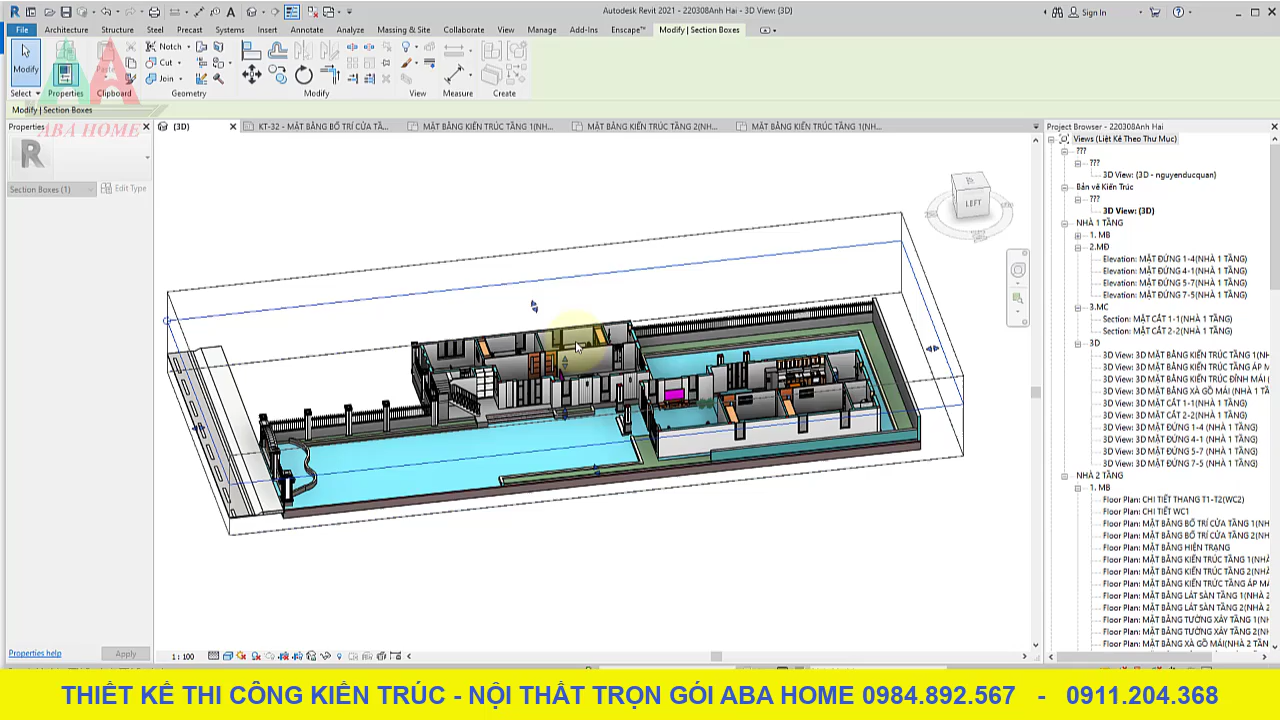 Autodesk Revit 2021 - 220308Anh Hai - 3D View: {3D}
Sign In
File Architecture Structure Steel Precast Systems Insert Annotate Analyze Massing & Site Collaborate View Manage Add-Ins Enscape™ Modify | Section Boxes
Modify
Notch
Cut
Join
Select Properties Clipboard Geometry Modify View Measure Create
Modify | Section Boxes
ABA HOME
Properties
{3D}
KT-32 - MẶT BẰNG BỐ TRÍ CỬA TẦ...
MẶT BẰNG KIẾN TRÚC TẦNG 1(NH...
MẶT BẰNG KIẾN TRÚC TẦNG 2(NH...
MẶT BẰNG KIẾN TRÚC TẦNG 1(NH...
Project Browser - 220308Anh Hai
Section Boxes (1)
Edit Type
LEFT
Views (Liệt Kê Theo Thư Mục)
???
???
3D View: {3D - nguyenducquan}
Bản vẽ Kiến Trúc
???
3D View: {3D}
NHÀ 1 TẦNG
1. MB
2.MĐ
Elevation: MẶT ĐỨNG 1-4(NHÀ 1 TẦNG)
Elevation: MẶT ĐỨNG 4-1(NHÀ 1 TẦNG)
Elevation: MẶT ĐỨNG 5-7(NHÀ 1 TẦNG)
Elevation: MẶT ĐỨNG 7-5(NHÀ 1 TẦNG)
3.MC
Section: MẶT CẮT 1-1(NHÀ 1 TẦNG)
Section: MẶT CẮT 2-2(NHÀ 1 TẦNG)
3D
3D View: 3D MẶT BẰNG KIẾN TRÚC TẦNG 1(
3D View: 3D MẶT BẰNG KIẾN TRÚC TẦNG ÁP M
3D View: 3D MẶT BẰNG KIẾN TRÚC ĐỈNH MÁI (
3D View: 3D MẶT BẰNG XÀ GỒ MÁI(NHÀ 1 T
3D View: 3D MẶT CẮT 1-1(NHÀ 1 TẦNG)
3D View: 3D MẶT CẮT 2-2(NHÀ 1 TẦNG)
3D View: 3D MẶT ĐỨNG 1-4 (NHÀ 1 TẦNG)
3D View: 3D MẶT ĐỨNG 4-1 (NHÀ 1 TẦNG)
3D View: 3D MẶT ĐỨNG 5-7 (NHÀ 1 TẦNG)
3D View: 3D MẶT ĐỨNG 7-5 (NHÀ 1 TẦNG)
NHÀ 2 TẦNG
1. MB
Floor Plan: CHI TIẾT THANG T1-T2(WC2)
Floor Plan: CHI TIẾT WC1
Floor Plan: MẶT BẰNG BỐ TRÍ CỬA TẦNG 1(NH
Floor Plan: MẶT BẰNG BỐ TRÍ CỬA TẦNG 2(NH
Floor Plan: MẶT BẰNG HIỆN TRẠNG
Floor Plan: MẶT BẰNG KIẾN TRÚC TẦNG 1(NH
Floor Plan: MẶT BẰNG KIẾN TRÚC TẦNG 2(NH
Floor Plan: MẶT BẰNG KIẾN TRÚC TẦNG ÁP MÁ
Floor Plan: MẶT BẰNG LÁT SÀN TẦNG 1(NHÀ 2
Floor Plan: MẶT BẰNG LÁT SÀN TẦNG 2(NHÀ 2
Floor Plan: MẶT BẰNG TƯỜNG XÂY TẦNG 1(N
Floor Plan: MẶT BẰNG TƯỜNG XÂY TẦNG 2(N
Floor Plan: MẶT BẰNG XÀ GỒ MÁI(NHÀ 2 TẦN
Properties help
Apply
1 : 100
THIẾT KẾ THI CÔNG KIẾN TRÚC - NỘI THẤT TRỌN GÓI ABA HOME 0984.892.567 - 0911.204.368